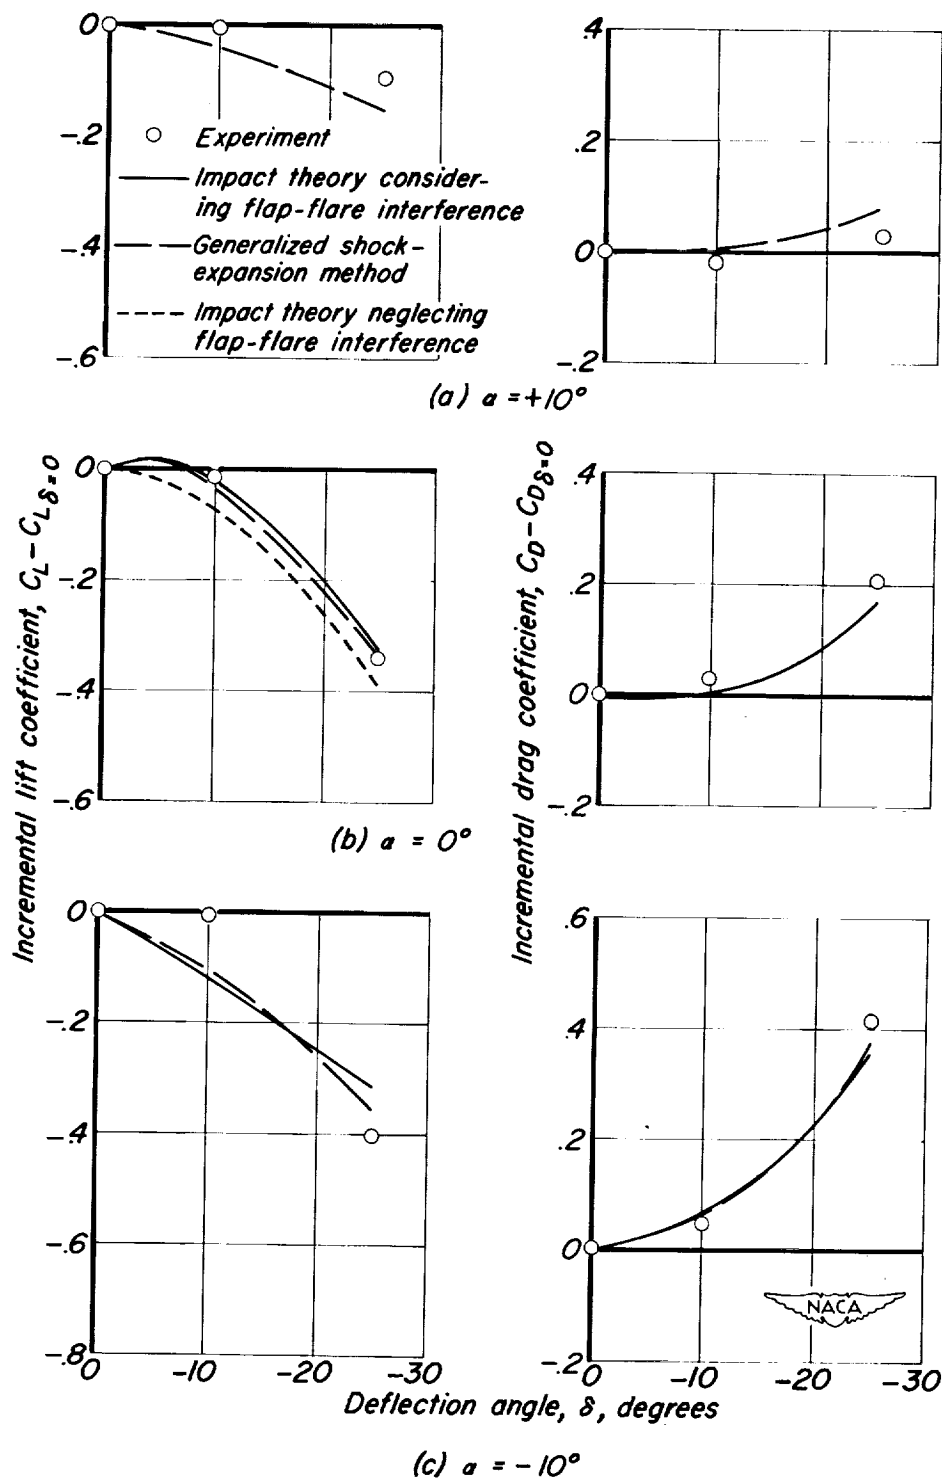 0
-.2
-.4
-.6
Experiment
Impact theory consider-
ing flap-flare interference
Generalized shock-
expansion method
Impact theory neglecting
flap-flare interference
.4
.2
0
-.2
(a) α = +10°
Incremental lift coefficient, C_L – C_L_δ=0
0
-.2
-.4
-.6
Incremental drag coefficient, C_D – C_D_δ=0
.4
.2
0
-.2
(b) α = 0°
0
-.2
-.4
-.6
-.8
0 -10 -20 -30
.6
.4
.2
0
-.2
0 -10 -20 -30
NACA
Deflection angle, δ, degrees
(c) α = -10°